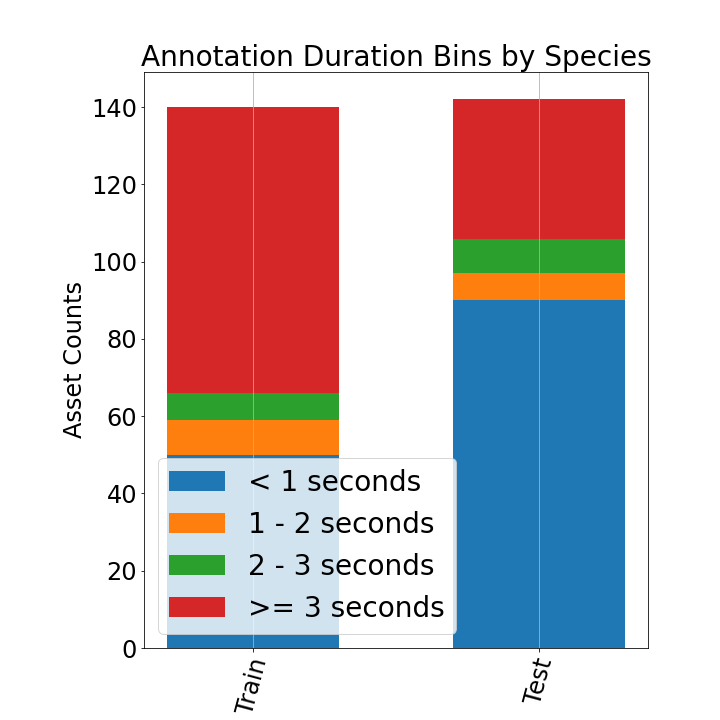 Annotation Duration Bins by Species
Asset Counts
140
120
100
80
60
40
20
0
< 1 seconds
1 - 2 seconds
2 - 3 seconds
>= 3 seconds
Train
Test